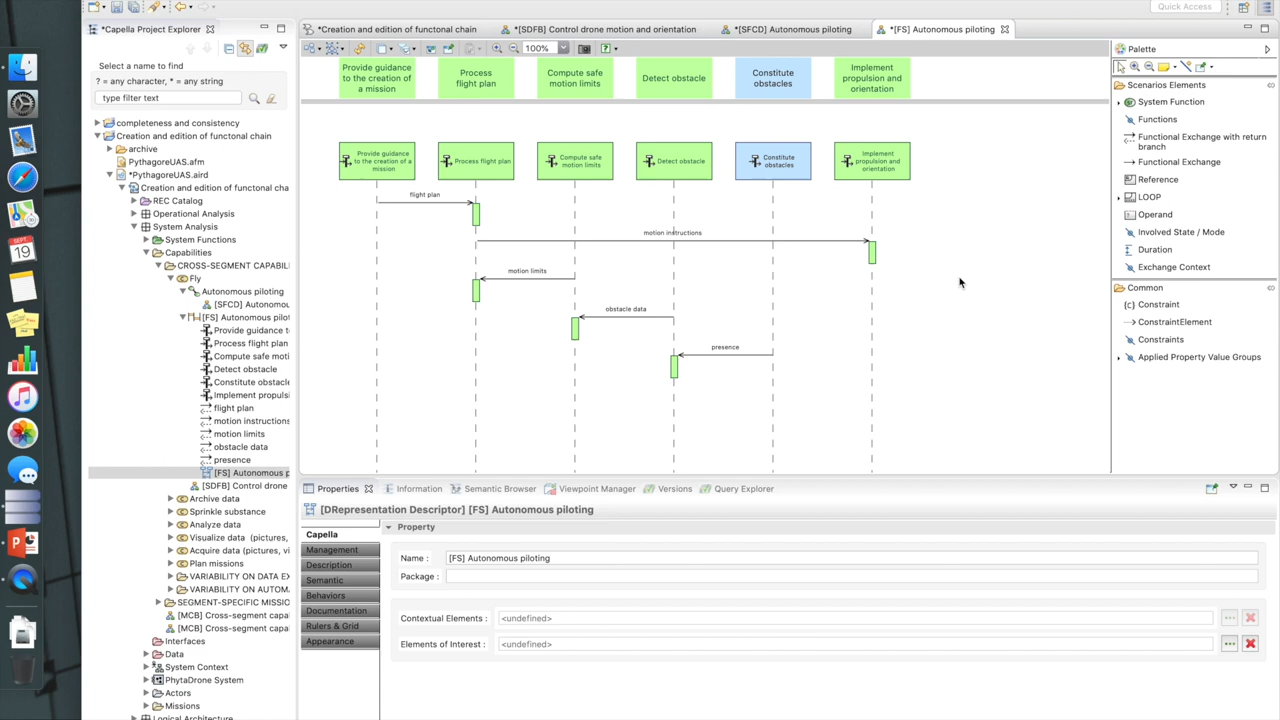 Quick Access
*Capella Project Explorer
Select a name to find
? = any character, * = any string
type filter text
completeness and consistency
Creation and edition of functional chain
archive
PythagoreUAS.afm
*PythagoreUAS.aird
Creation and edition of functonal cha
REC Catalog
Operational Analysis
System Analysis
System Functions
Capabilities
CROSS-SEGMENT CAPABIL
Fly
Autonomous piloting
[SFCD] Autonomou
[FS] Autonomous pilot
Provide guidance t
Process flight plan
Compute safe moti
Detect obstacle
Constitute obstacle
Implement propulsi
flight plan
motion instructions
motion limits
obstacle data
presence
[FS] Autonomous p
[SDFB] Control drone
Archive data
Sprinkle substance
Analyze data
Visualize data (pictures,
Acquire data (pictures, vi
Plan missions
VARIABILITY ON DATA EX
VARIABILITY ON AUTOM
SEGMENT-SPECIFIC MISSIO
[MCB] Cross-segment capa
[MCB] Cross-segment capa
Interfaces
Data
System Context
PythaDrone System
Actors
Missions
Logical Architecture
SEPT
19
*Creation and edition of functional chain
*[SDFB] Control drone motion and orientation
*[SFCD] Autonomous piloting
*[FS] Autonomous piloting
100%
Provide guidance to the creation of a mission
Process flight plan
Compute safe motion limits
Detect obstacle
Constitute obstacles
Implement propulsion and orientation
Provide guidance to the creation of a mission
Process flight plan
Compute safe motion limits
Detect obstacle
Constitute obstacles
Implement propulsion and orientation
flight plan
motion instructions
motion limits
obstacle data
presence
Palette
Scenarios Elements
System Function
Functions
Functional Exchange with return branch
Functional Exchange
Reference
LOOP
Operand
Involved State / Mode
Duration
Exchange Context
Common
Constraint
ConstraintElement
Constraints
Applied Property Value Groups
Properties
Information
Semantic Browser
Viewpoint Manager
Versions
Query Explorer
[DRepresentation Descriptor] [FS] Autonomous piloting
Capella
Management
Description
Semantic
Behaviors
Documentation
Rulers & Grid
Appearance
Property
Name : [FS] Autonomous piloting
Package :
Contextual Elements : <undefined>
Elements of Interest : <undefined>